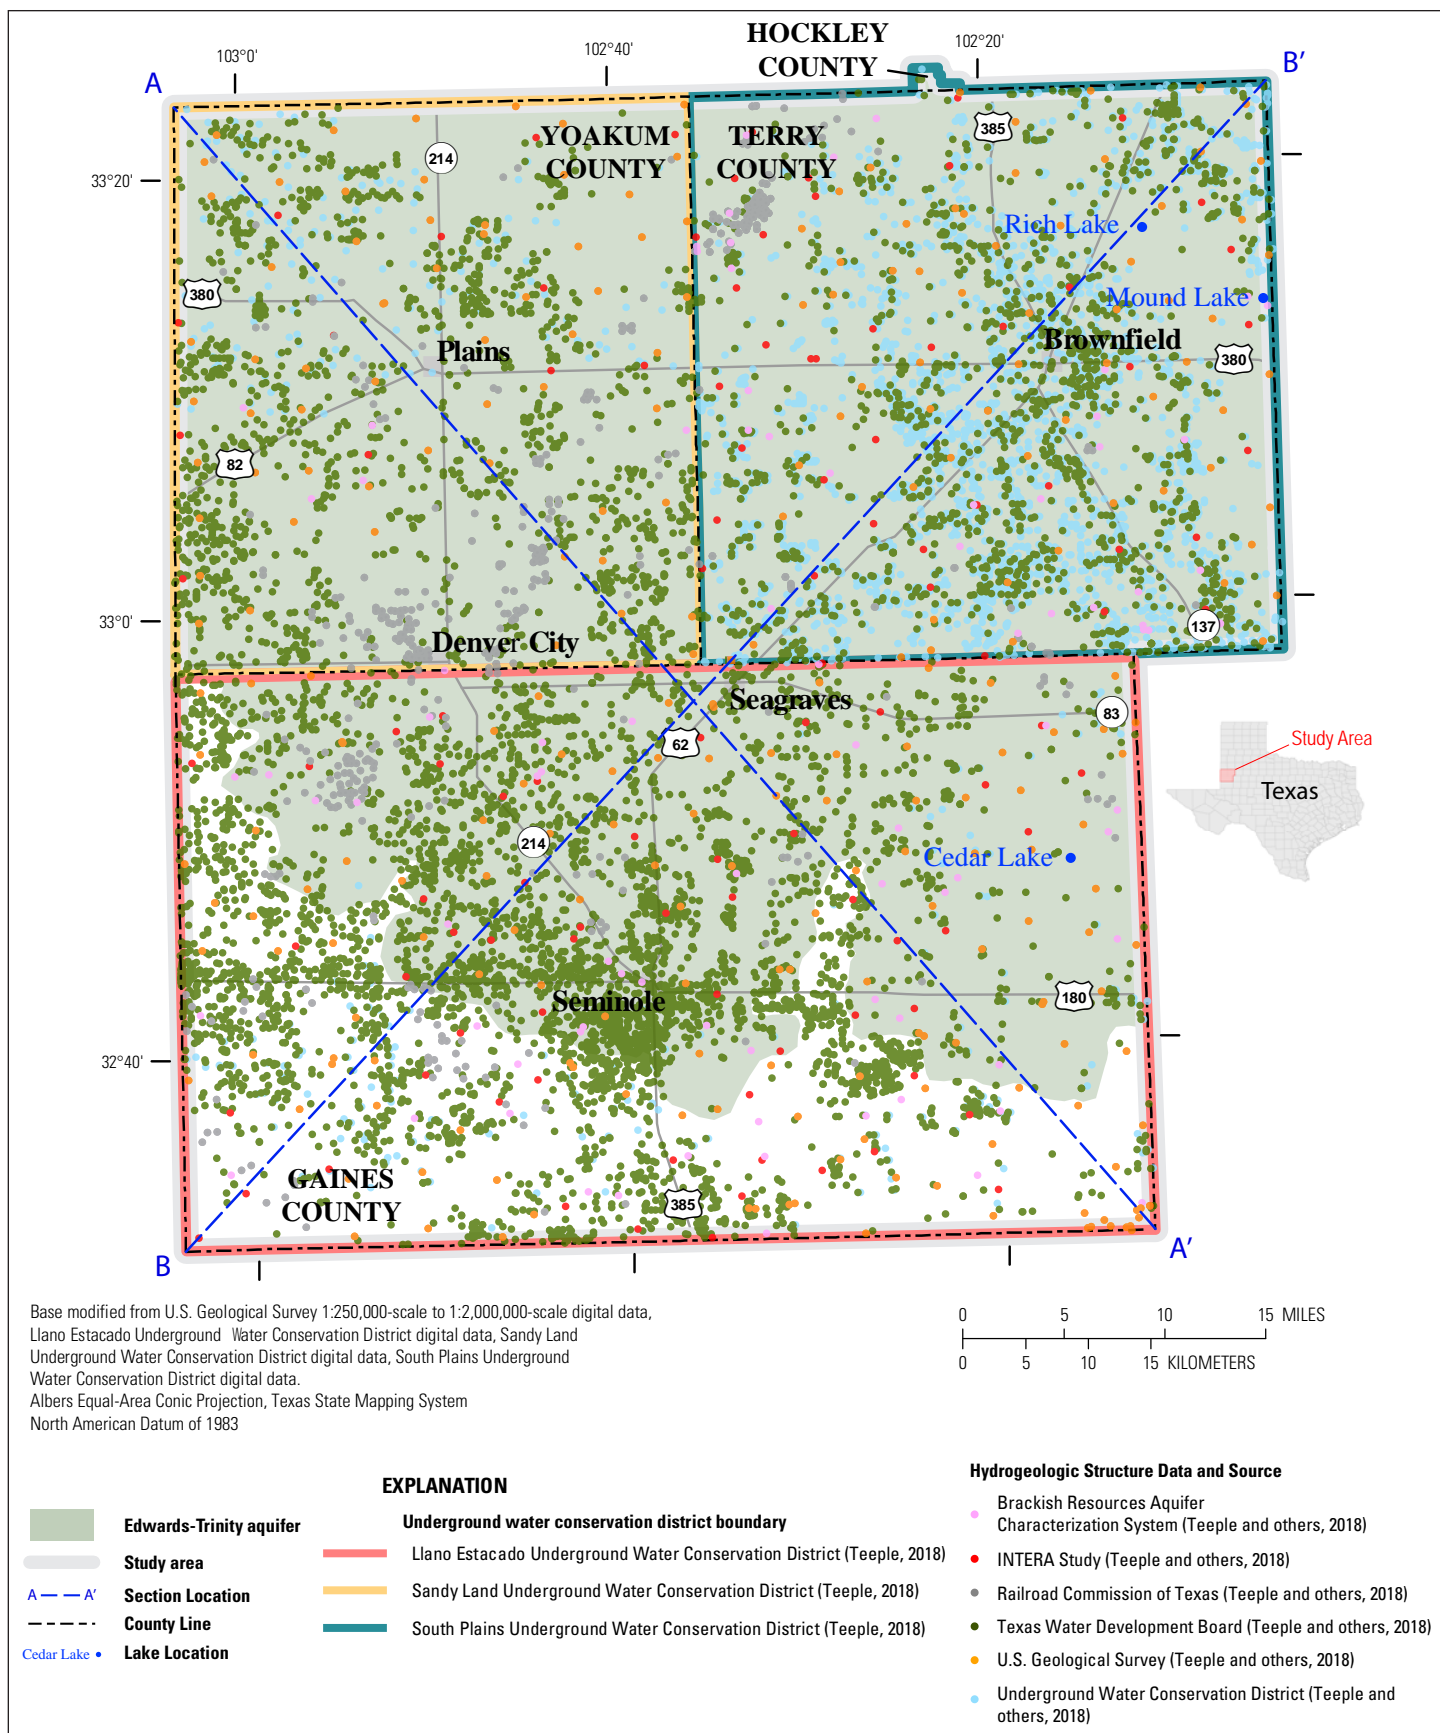 HOCKLEY
COUNTY
103°0'
102°40'
102°20'
A
B'
YOAKUM
COUNTY
TERRY
COUNTY
385
214
33°20'
Rich Lake
380
Mound Lake
Plains
Brownfield
380
82
33°0'
137
Denver City
Seagraves
83
62
Study Area
Texas
214
Cedar Lake
Seminole
180
32°40'
GAINES
COUNTY
385
B
A'
Base modified from U.S. Geological Survey 1:250,000-scale to 1:2,000,000-scale digital data,
Llano Estacado Underground Water Conservation District digital data, Sandy Land
Underground Water Conservation District digital data, South Plains Underground
Water Conservation District digital data.
Albers Equal-Area Conic Projection, Texas State Mapping System
North American Datum of 1983
0 5 10 15 MILES
0 5 10 15 KILOMETERS
EXPLANATION
Edwards-Trinity aquifer
Study area
A A' Section Location
County Line
Cedar Lake Lake Location
Underground water conservation district boundary
Llano Estacado Underground Water Conservation District (Teeple, 2018)
Sandy Land Underground Water Conservation District (Teeple, 2018)
South Plains Underground Water Conservation District (Teeple, 2018)
Hydrogeologic Structure Data and Source
Brackish Resources Aquifer
Characterization System (Teeple and others, 2018)
INTERA Study (Teeple and others, 2018)
Railroad Commission of Texas (Teeple and others, 2018)
Texas Water Development Board (Teeple and others, 2018)
U.S. Geological Survey (Teeple and others, 2018)
Underground Water Conservation District (Teeple and
others, 2018)